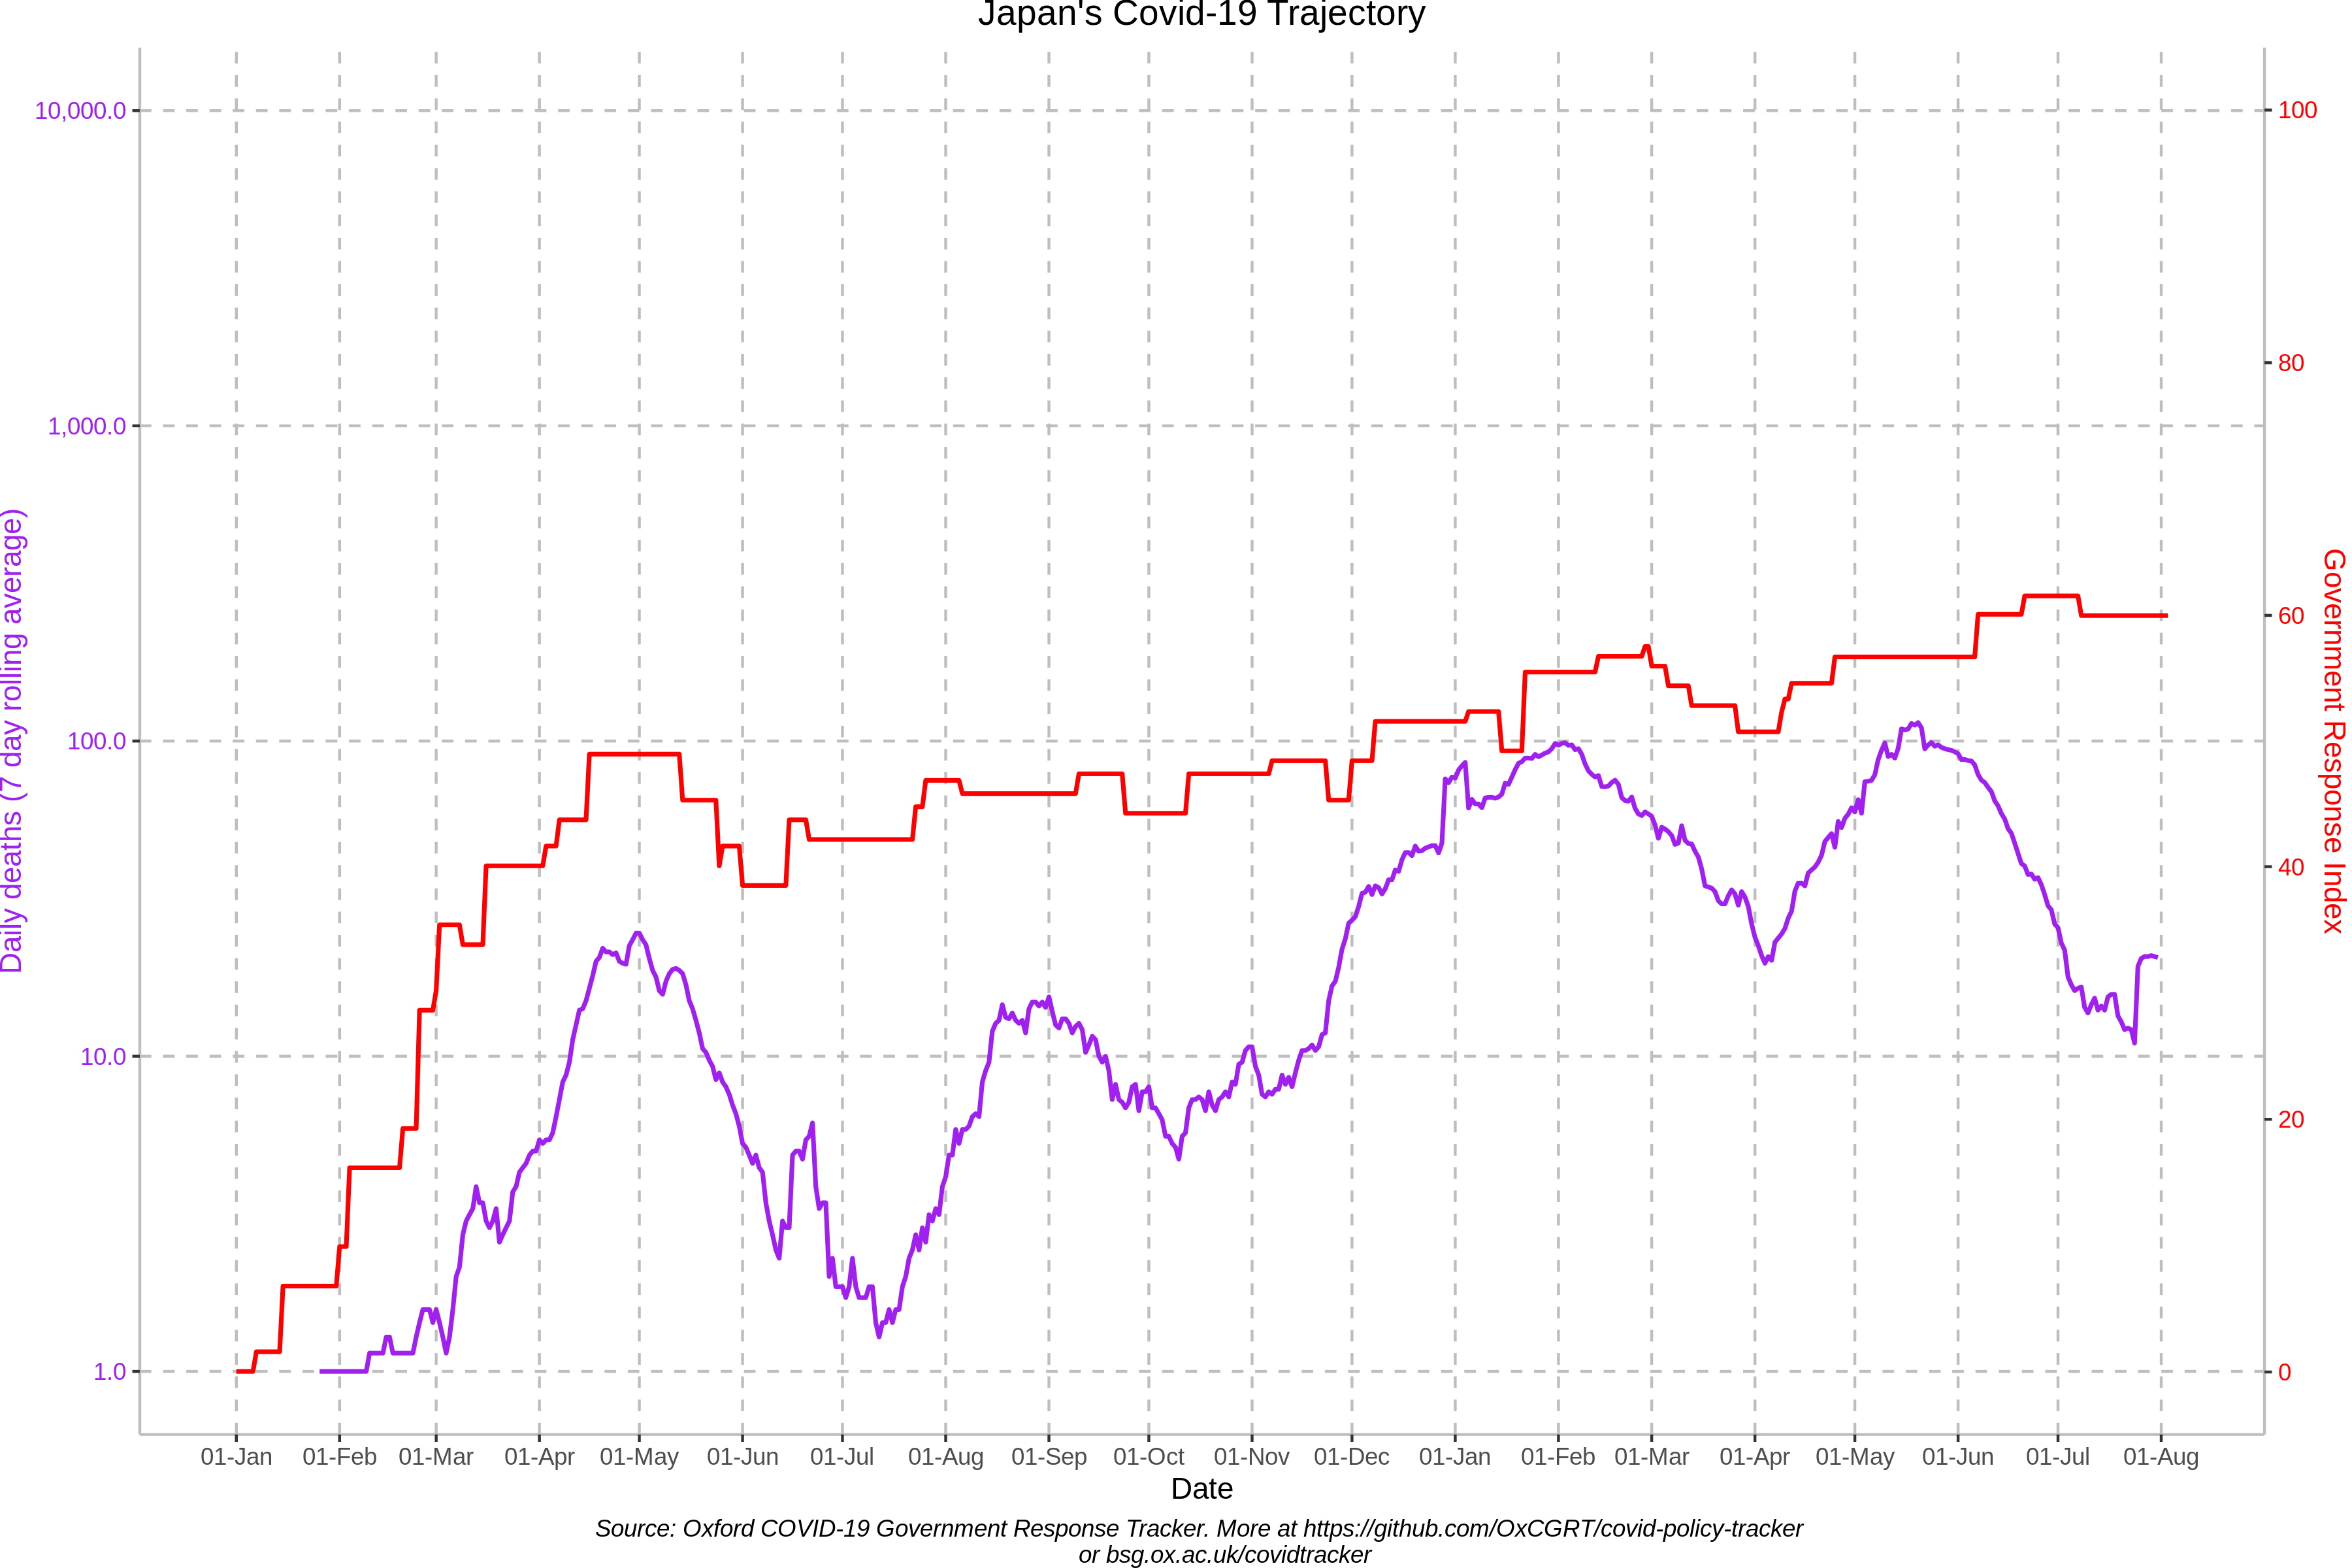 Japan's Covid-19 Trajectory
10,000.0
1,000.0
100.0
10.0
1.0
Daily deaths (7 day rolling average)
100
80
60
40
20
0
Government Response Index
01-Jan 01-Feb 01-Mar 01-Apr 01-May 01-Jun 01-Jul 01-Aug 01-Sep 01-Oct 01-Nov 01-Dec 01-Jan 01-Feb 01-Mar 01-Apr 01-May 01-Jun 01-Jul 01-Aug
Date
Source: Oxford COVID-19 Government Response Tracker. More at https://github.com/OxCGRT/covid-policy-tracker
or bsg.ox.ac.uk/covidtracker